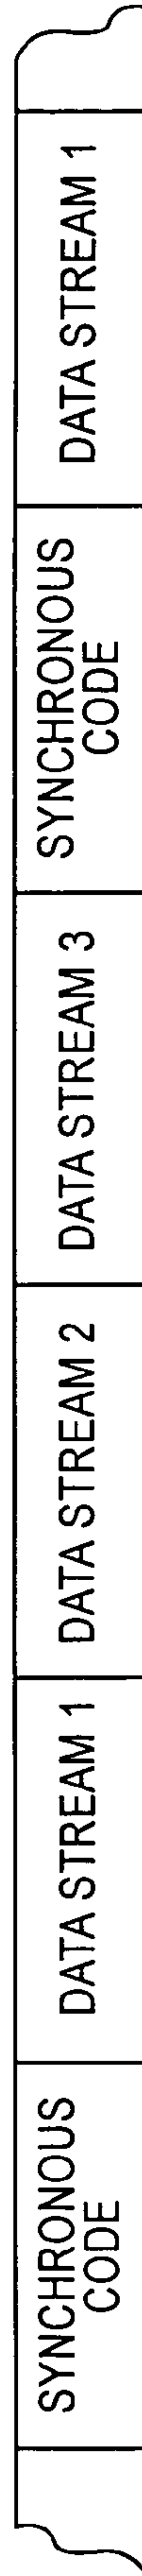 SYNCHRONOUS
CODE
DATA STREAM 1
DATA STREAM 2
DATA STREAM 3
SYNCHRONOUS
CODE
DATA STREAM 1